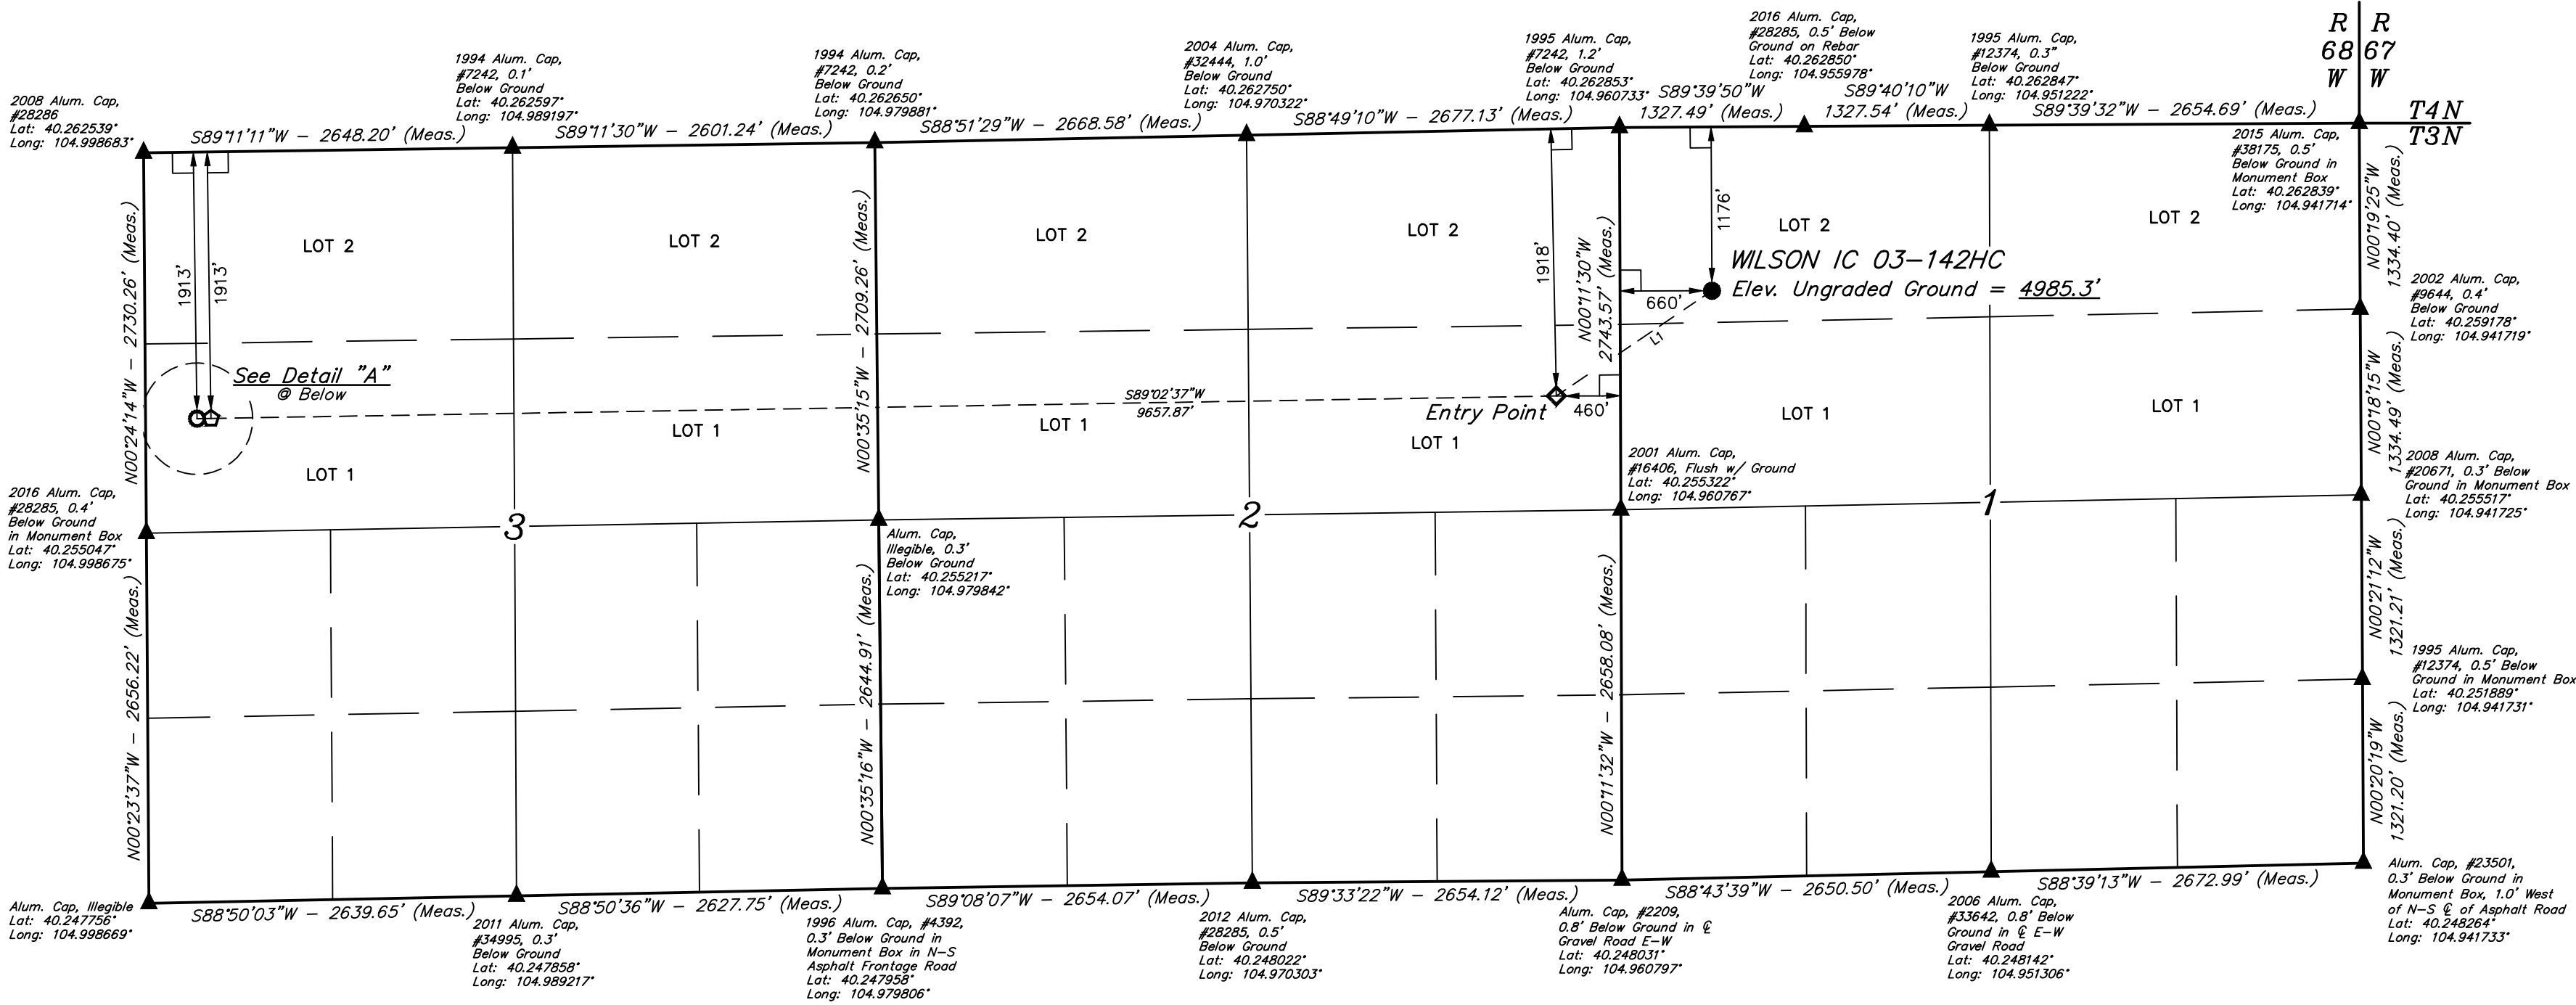 2008 Alum. Cap,
#28286
Lat: 40.262539°
Long: 104.998683°
S89°11'11"W – 2648.20' (Meas.)
1994 Alum. Cap,
#7242, 0.1'
Below Ground
Lat: 40.262597°
Long: 104.989197°
S89°11'30"W – 2601.24' (Meas.)
1994 Alum. Cap,
#7242, 0.2'
Below Ground
Lat: 40.262650°
Long: 104.979881°
S88°51'29"W – 2668.58' (Meas.)
2004 Alum. Cap,
#32444, 1.0'
Below Ground
Lat: 40.262750°
Long: 104.970322°
S88°49'10"W – 2677.13' (Meas.)
1995 Alum. Cap,
#7242, 1.2'
Below Ground
Lat: 40.262853°
Long: 104.960733°
S89°39'50"W
1327.49' (Meas.)
2016 Alum. Cap,
#28285, 0.5' Below
Ground on Rebar
Lat: 40.262850°
Long: 104.955978°
S89°40'10"W
1327.54' (Meas.)
1995 Alum. Cap,
#12374, 0.3"
Below Ground
Lat: 40.262847°
Long: 104.951222°
S89°39'32"W – 2654.69' (Meas.)
R R
68 67
W W
T4N
T3N
2015 Alum. Cap,
#38175, 0.5'
Below Ground in
Monument Box
Lat: 40.262839°
Long: 104.941714°
N00°24'14"W – 2730.26' (Meas.)
1913'
1913'
LOT 2
LOT 2
N00°35'15"W – 2709.26' (Meas.)
LOT 2
LOT 2
1918'
N00°11'30"W
2743.57' (Meas.)
1176'
LOT 2
LOT 2
WILSON IC 03–142HC
Elev. Ungraded Ground = 4985.3'
660'
L1
N00°19'25"W
1334.40' (Meas.)
2002 Alum. Cap,
#9644, 0.4'
Below Ground
Lat: 40.259178°
Long: 104.941719°
See Detail "A"
@ Below
S89°02'37"W
9657.87'
Entry Point
460'
LOT 1
LOT 1
LOT 1
LOT 1
LOT 1
LOT 1
N00°18'15"W
1334.49' (Meas.)
2016 Alum. Cap,
#28285, 0.4'
Below Ground
in Monument Box
Lat: 40.255047°
Long: 104.998675°
3
Alum. Cap,
Illegible, 0.3'
Below Ground
Lat: 40.255217°
Long: 104.979842°
2
2001 Alum. Cap,
#16406, Flush w/ Ground
Lat: 40.255322°
Long: 104.960767°
1
2008 Alum. Cap,
#20671, 0.3' Below
Ground in Monument Box
Lat: 40.255517°
Long: 104.941725°
N00°23'37"W – 2656.22' (Meas.)
N00°35'16"W – 2644.91' (Meas.)
N00°11'32"W – 2658.08' (Meas.)
N00°21'12"W
1321.21' (Meas.)
1995 Alum. Cap,
#12374, 0.5' Below
Ground in Monument Box
Lat: 40.251889°
Long: 104.941731°
N00°20'19"W
1321.20' (Meas.)
Alum. Cap, Illegible
Lat: 40.247756°
Long: 104.998669°
S88°50'03"W – 2639.65' (Meas.)
2011 Alum. Cap,
#34995, 0.3'
Below Ground
Lat: 40.247858°
Long: 104.989217°
S88°50'36"W – 2627.75' (Meas.)
1996 Alum. Cap, #4392,
0.3' Below Ground in
Monument Box in N–S
Asphalt Frontage Road
Lat: 40.247958°
Long: 104.979806°
S89°08'07"W – 2654.07' (Meas.)
2012 Alum. Cap,
#28285, 0.5'
Below Ground
Lat: 40.248022°
Long: 104.970303°
S89°33'22"W – 2654.12' (Meas.)
Alum. Cap, #2209,
0.8' Below Ground in ℄
Gravel Road E–W
Lat: 40.248031°
Long: 104.960797°
S88°43'39"W – 2650.50' (Meas.)
2006 Alum. Cap,
#33642, 0.8' Below
Ground in ℄ E–W
Gravel Road
Lat: 40.248142°
Long: 104.951306°
S88°39'13"W – 2672.99' (Meas.)
Alum. Cap, #23501,
0.3' Below Ground in
Monument Box, 1.0' West
of N–S ℄ of Asphalt Road
Lat: 40.248264°
Long: 104.941733°